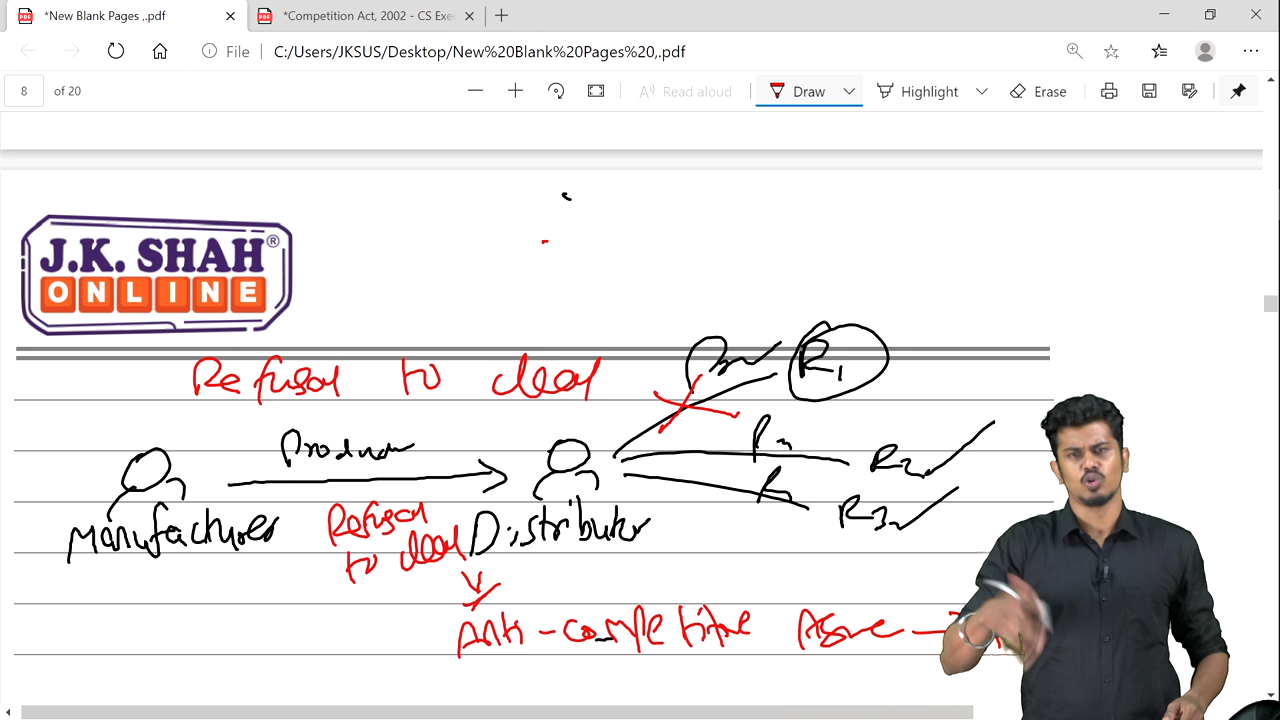 *New Blank Pages ,.pdf
*Competition Act, 2002 - CS Exe
File
C:/Users/JKSUS/Desktop/New%20Blank%20Pages%20,.pdf
8 of 20
Read aloud
Draw
Highlight
Erase
J.K. SHAH®
ONLINE
Refusal to deal
R1
Product
R2
R3
Manufacturer
Refusal
to deal
Distributor
Anti-competitive Agree